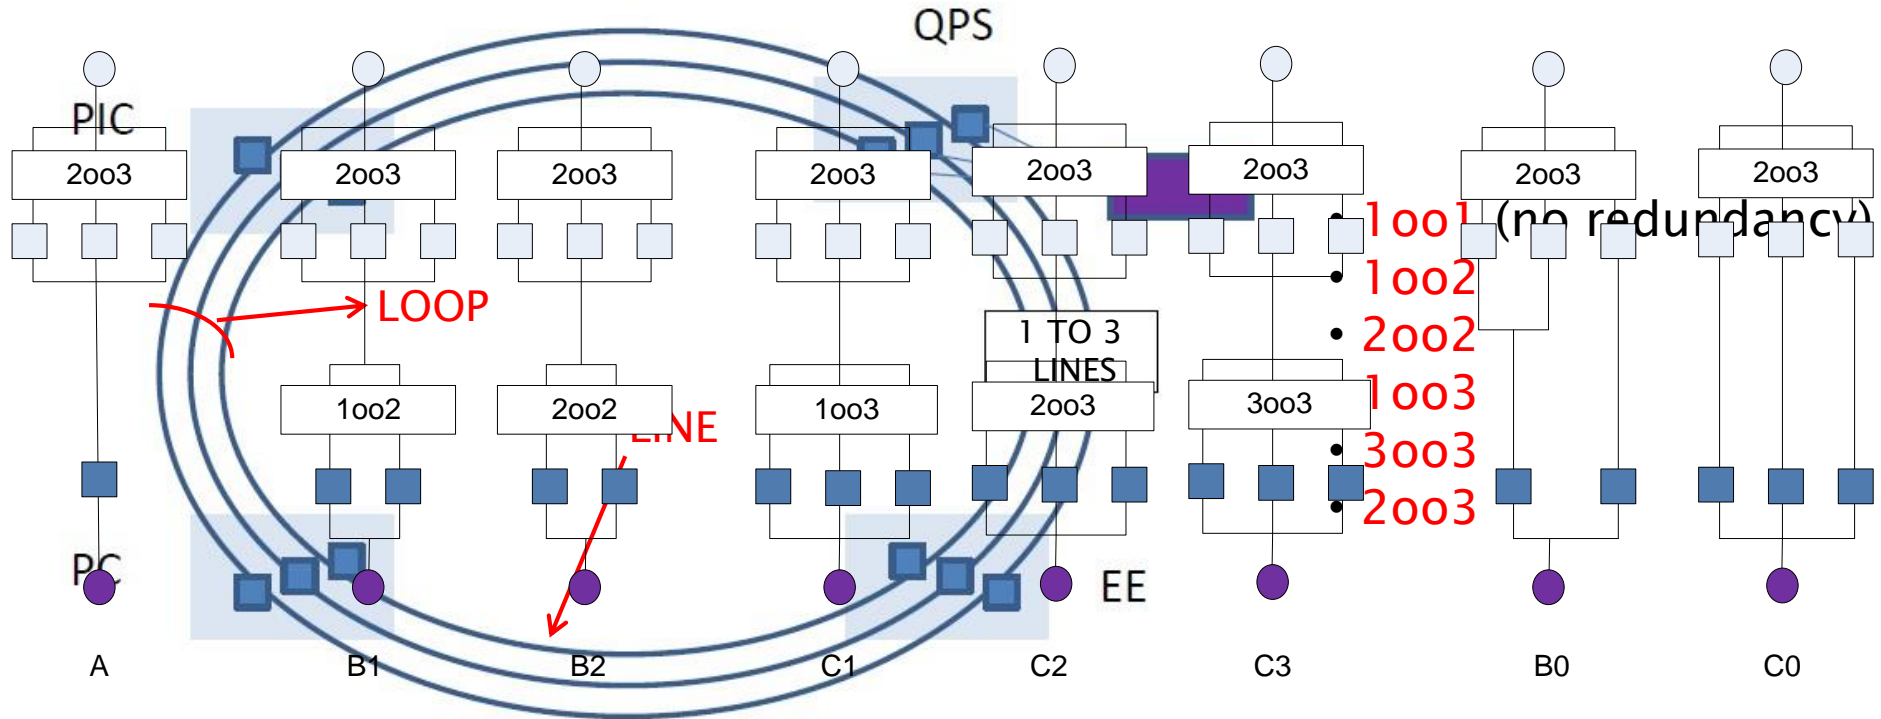 QPS
PIC
2oo3
2oo3
2oo3
2oo3
2oo3
2oo3
2oo3
2oo3
• 1oo1 (no redundancy)
• 1oo2
• 2oo2
1oo3
• 3oo3
• 2oo3
LOOP
1 TO 3
LINES
1oo2
2oo2
1oo3
2oo3
3oo3
LINE
PC
EE
A
B1
B2
C1
C2
C3
B0
C0